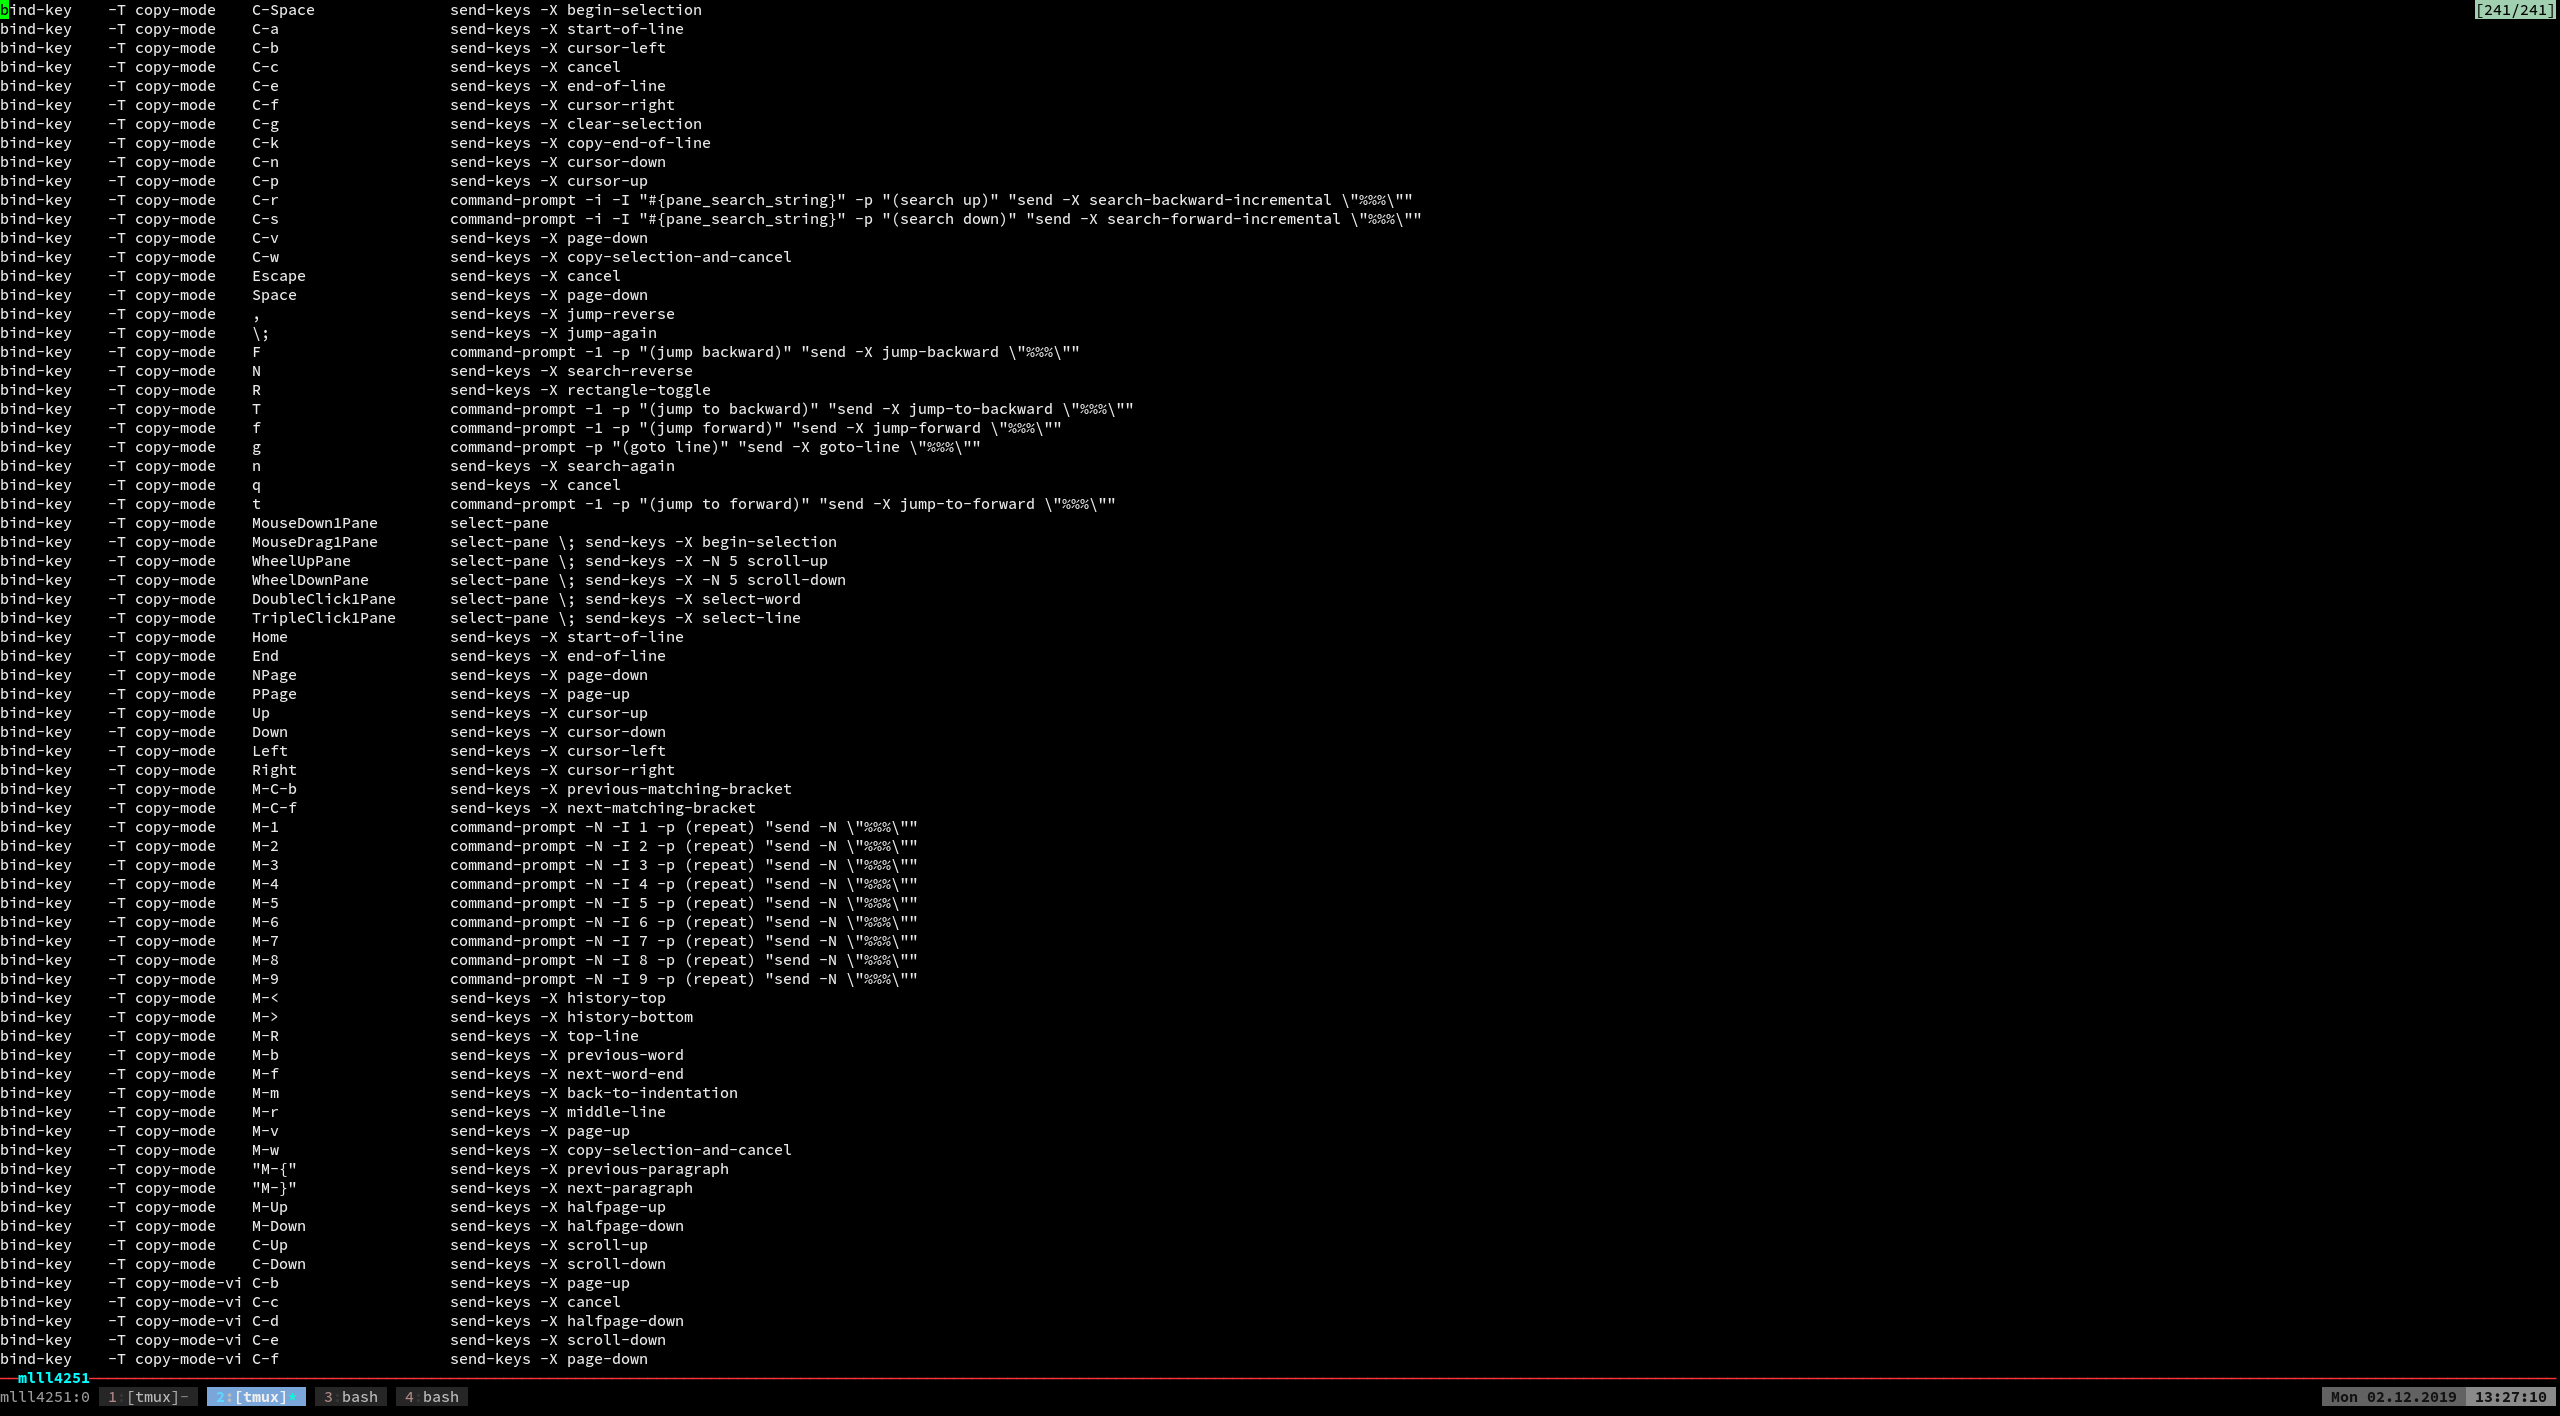 bind-key    -T copy-mode    C-Space               send-keys -X begin-selection [241/241]
bind-key    -T copy-mode    C-a                   send-keys -X start-of-line
bind-key    -T copy-mode    C-b                   send-keys -X cursor-left
bind-key    -T copy-mode    C-c                   send-keys -X cancel
bind-key    -T copy-mode    C-e                   send-keys -X end-of-line
bind-key    -T copy-mode    C-f                   send-keys -X cursor-right
bind-key    -T copy-mode    C-g                   send-keys -X clear-selection
bind-key    -T copy-mode    C-k                   send-keys -X copy-end-of-line
bind-key    -T copy-mode    C-n                   send-keys -X cursor-down
bind-key    -T copy-mode    C-p                   send-keys -X cursor-up
bind-key    -T copy-mode    C-r                   command-prompt -i -I "#{pane_search_string}" -p "(search up)" "send -X search-backward-incremental \"%%%\""
bind-key    -T copy-mode    C-s                   command-prompt -i -I "#{pane_search_string}" -p "(search down)" "send -X search-forward-incremental \"%%%\""
bind-key    -T copy-mode    C-v                   send-keys -X page-down
bind-key    -T copy-mode    C-w                   send-keys -X copy-selection-and-cancel
bind-key    -T copy-mode    Escape                send-keys -X cancel
bind-key    -T copy-mode    Space                 send-keys -X page-down
bind-key    -T copy-mode    ,                     send-keys -X jump-reverse
bind-key    -T copy-mode    \;                    send-keys -X jump-again
bind-key    -T copy-mode    F                     command-prompt -1 -p "(jump backward)" "send -X jump-backward \"%%%\""
bind-key    -T copy-mode    N                     send-keys -X search-reverse
bind-key    -T copy-mode    R                     send-keys -X rectangle-toggle
bind-key    -T copy-mode    T                     command-prompt -1 -p "(jump to backward)" "send -X jump-to-backward \"%%%\""
bind-key    -T copy-mode    f                     command-prompt -1 -p "(jump forward)" "send -X jump-forward \"%%%\""
bind-key    -T copy-mode    g                     command-prompt -p "(goto line)" "send -X goto-line \"%%%\""
bind-key    -T copy-mode    n                     send-keys -X search-again
bind-key    -T copy-mode    q                     send-keys -X cancel
bind-key    -T copy-mode    t                     command-prompt -1 -p "(jump to forward)" "send -X jump-to-forward \"%%%\""
bind-key    -T copy-mode    MouseDown1Pane        select-pane
bind-key    -T copy-mode    MouseDrag1Pane        select-pane \; send-keys -X begin-selection
bind-key    -T copy-mode    WheelUpPane           select-pane \; send-keys -X -N 5 scroll-up
bind-key    -T copy-mode    WheelDownPane         select-pane \; send-keys -X -N 5 scroll-down
bind-key    -T copy-mode    DoubleClick1Pane      select-pane \; send-keys -X select-word
bind-key    -T copy-mode    TripleClick1Pane      select-pane \; send-keys -X select-line
bind-key    -T copy-mode    Home                  send-keys -X start-of-line
bind-key    -T copy-mode    End                   send-keys -X end-of-line
bind-key    -T copy-mode    NPage                 send-keys -X page-down
bind-key    -T copy-mode    PPage                 send-keys -X page-up
bind-key    -T copy-mode    Up                    send-keys -X cursor-up
bind-key    -T copy-mode    Down                  send-keys -X cursor-down
bind-key    -T copy-mode    Left                  send-keys -X cursor-left
bind-key    -T copy-mode    Right                 send-keys -X cursor-right
bind-key    -T copy-mode    M-C-b                 send-keys -X previous-matching-bracket
bind-key    -T copy-mode    M-C-f                 send-keys -X next-matching-bracket
bind-key    -T copy-mode    M-1                   command-prompt -N -I 1 -p (repeat) "send -N \"%%%\""
bind-key    -T copy-mode    M-2                   command-prompt -N -I 2 -p (repeat) "send -N \"%%%\""
bind-key    -T copy-mode    M-3                   command-prompt -N -I 3 -p (repeat) "send -N \"%%%\""
bind-key    -T copy-mode    M-4                   command-prompt -N -I 4 -p (repeat) "send -N \"%%%\""
bind-key    -T copy-mode    M-5                   command-prompt -N -I 5 -p (repeat) "send -N \"%%%\""
bind-key    -T copy-mode    M-6                   command-prompt -N -I 6 -p (repeat) "send -N \"%%%\""
bind-key    -T copy-mode    M-7                   command-prompt -N -I 7 -p (repeat) "send -N \"%%%\""
bind-key    -T copy-mode    M-8                   command-prompt -N -I 8 -p (repeat) "send -N \"%%%\""
bind-key    -T copy-mode    M-9                   command-prompt -N -I 9 -p (repeat) "send -N \"%%%\""
bind-key    -T copy-mode    M-<                   send-keys -X history-top
bind-key    -T copy-mode    M->                   send-keys -X history-bottom
bind-key    -T copy-mode    M-R                   send-keys -X top-line
bind-key    -T copy-mode    M-b                   send-keys -X previous-word
bind-key    -T copy-mode    M-f                   send-keys -X next-word-end
bind-key    -T copy-mode    M-m                   send-keys -X back-to-indentation
bind-key    -T copy-mode    M-r                   send-keys -X middle-line
bind-key    -T copy-mode    M-v                   send-keys -X page-up
bind-key    -T copy-mode    M-w                   send-keys -X copy-selection-and-cancel
bind-key    -T copy-mode    "M-{"                 send-keys -X previous-paragraph
bind-key    -T copy-mode    "M-}"                 send-keys -X next-paragraph
bind-key    -T copy-mode    M-Up                  send-keys -X halfpage-up
bind-key    -T copy-mode    M-Down                send-keys -X halfpage-down
bind-key    -T copy-mode    C-Up                  send-keys -X scroll-up
bind-key    -T copy-mode    C-Down                send-keys -X scroll-down
bind-key    -T copy-mode-vi C-b                   send-keys -X page-up
bind-key    -T copy-mode-vi C-c                   send-keys -X cancel
bind-key    -T copy-mode-vi C-d                   send-keys -X halfpage-down
bind-key    -T copy-mode-vi C-e                   send-keys -X scroll-down
bind-key    -T copy-mode-vi C-f                   send-keys -X page-down
mlll4251
mlll4251:0 1:[tmux]- 2:[tmux]* 3:bash 4:bash Mon 02.12.2019 13:27:10